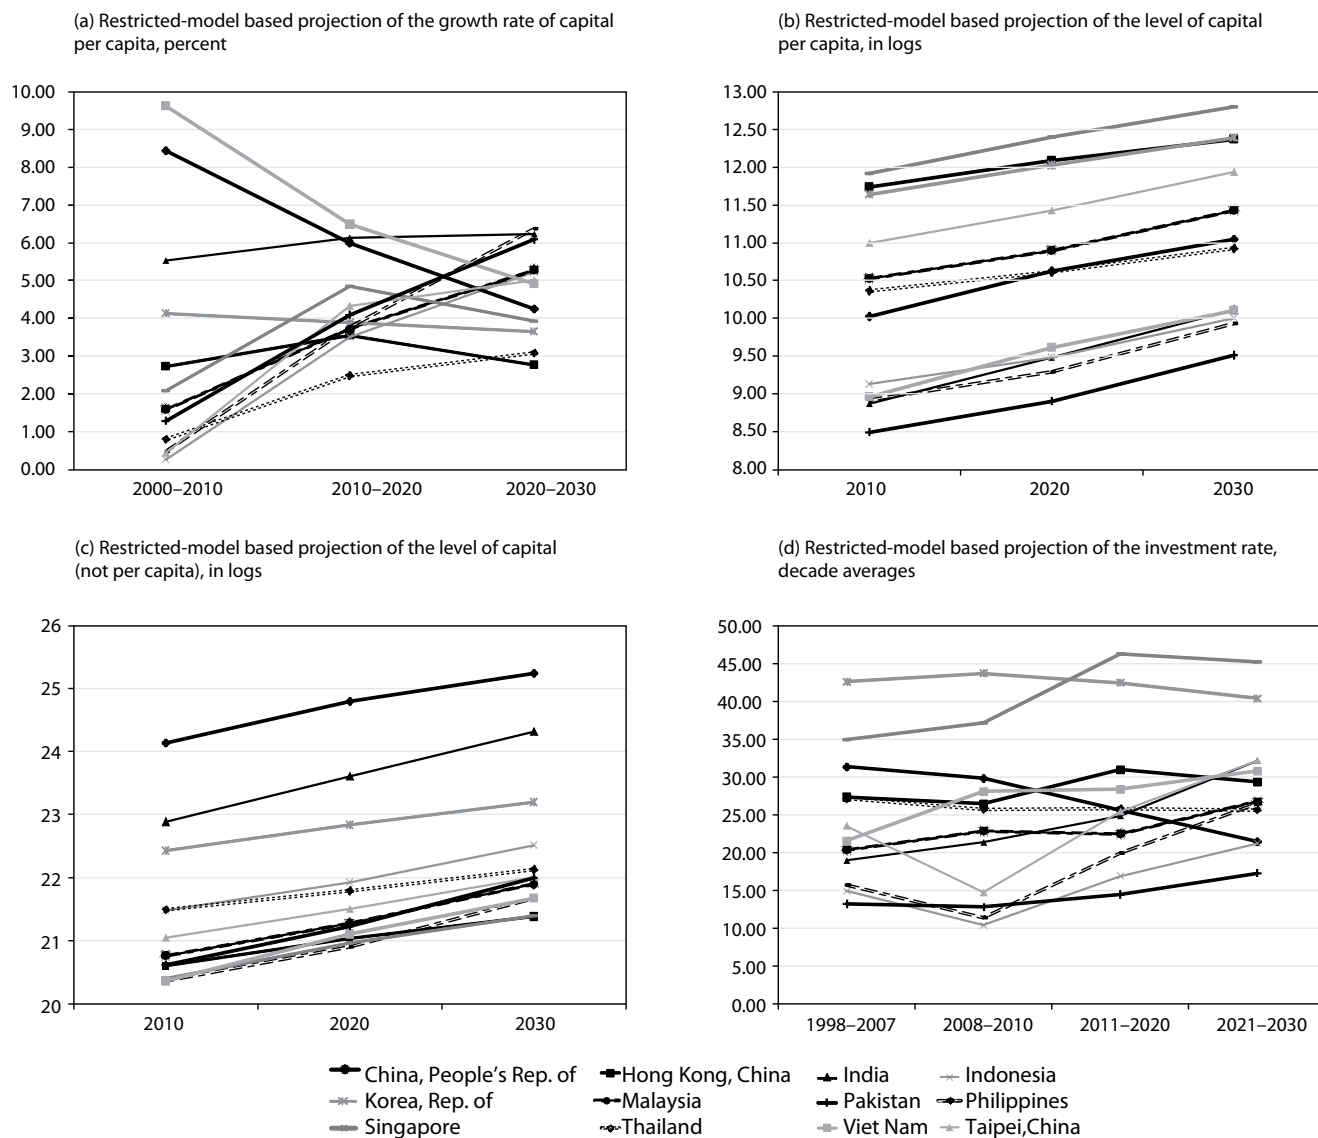 (a) Restricted-model based projection of the growth rate of capital
per capita, percent
10.00
9.00
8.00
7.00
6.00
5.00
4.00
3.00
2.00
1.00
0.00
2000–2010 2010–2020 2020–2030
(b) Restricted-model based projection of the level of capital
per capita, in logs
13.00
12.50
12.00
11.50
11.00
10.50
10.00
9.50
9.00
8.50
8.00
2010 2020 2030
(c) Restricted-model based projection of the level of capital
(not per capita), in logs
26
25
24
23
22
21
20
2010 2020 2030
(d) Restricted-model based projection of the investment rate,
decade averages
50.00
45.00
40.00
35.00
30.00
25.00
20.00
15.00
10.00
5.00
0.00
1998–2007 2008–2010 2011–2020 2021–2030
China, People's Rep. of Hong Kong, China India Indonesia
Korea, Rep. of Malaysia Pakistan Philippines
Singapore Thailand Viet Nam Taipei,China